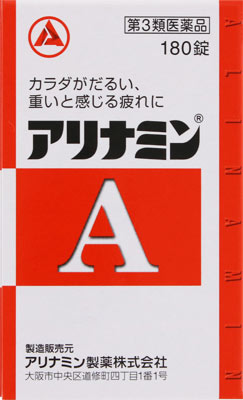 第3類医薬品
180錠
カラダがだるい、
重いと感じる疲れに
アリナミン®
A
製造販売元
アリナミン製薬株式会社
大阪市中央区道修町四丁目1番1号
ALINAMIN